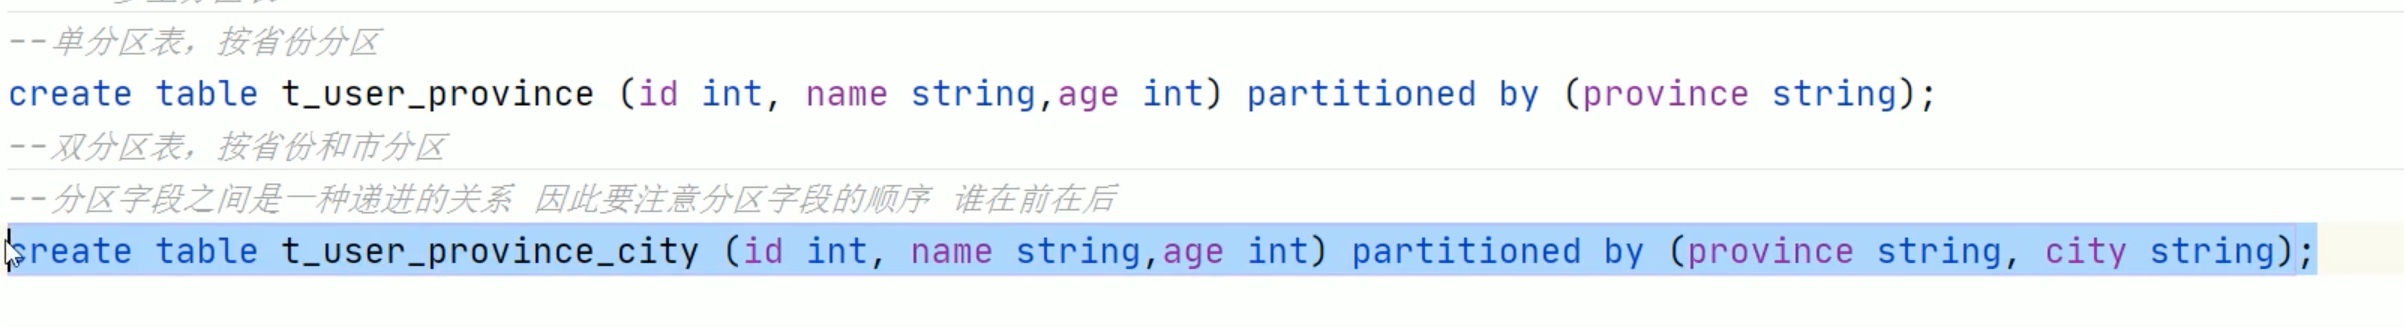 --单分区表，按省份分区
create table t_user_province (id int, name string,age int) partitioned by (province string);
--双分区表，按省份和市分区
--分区字段之间是一种递进的关系 因此要注意分区字段的顺序 谁在前在后
create table t_user_province_city (id int, name string,age int) partitioned by (province string, city string);